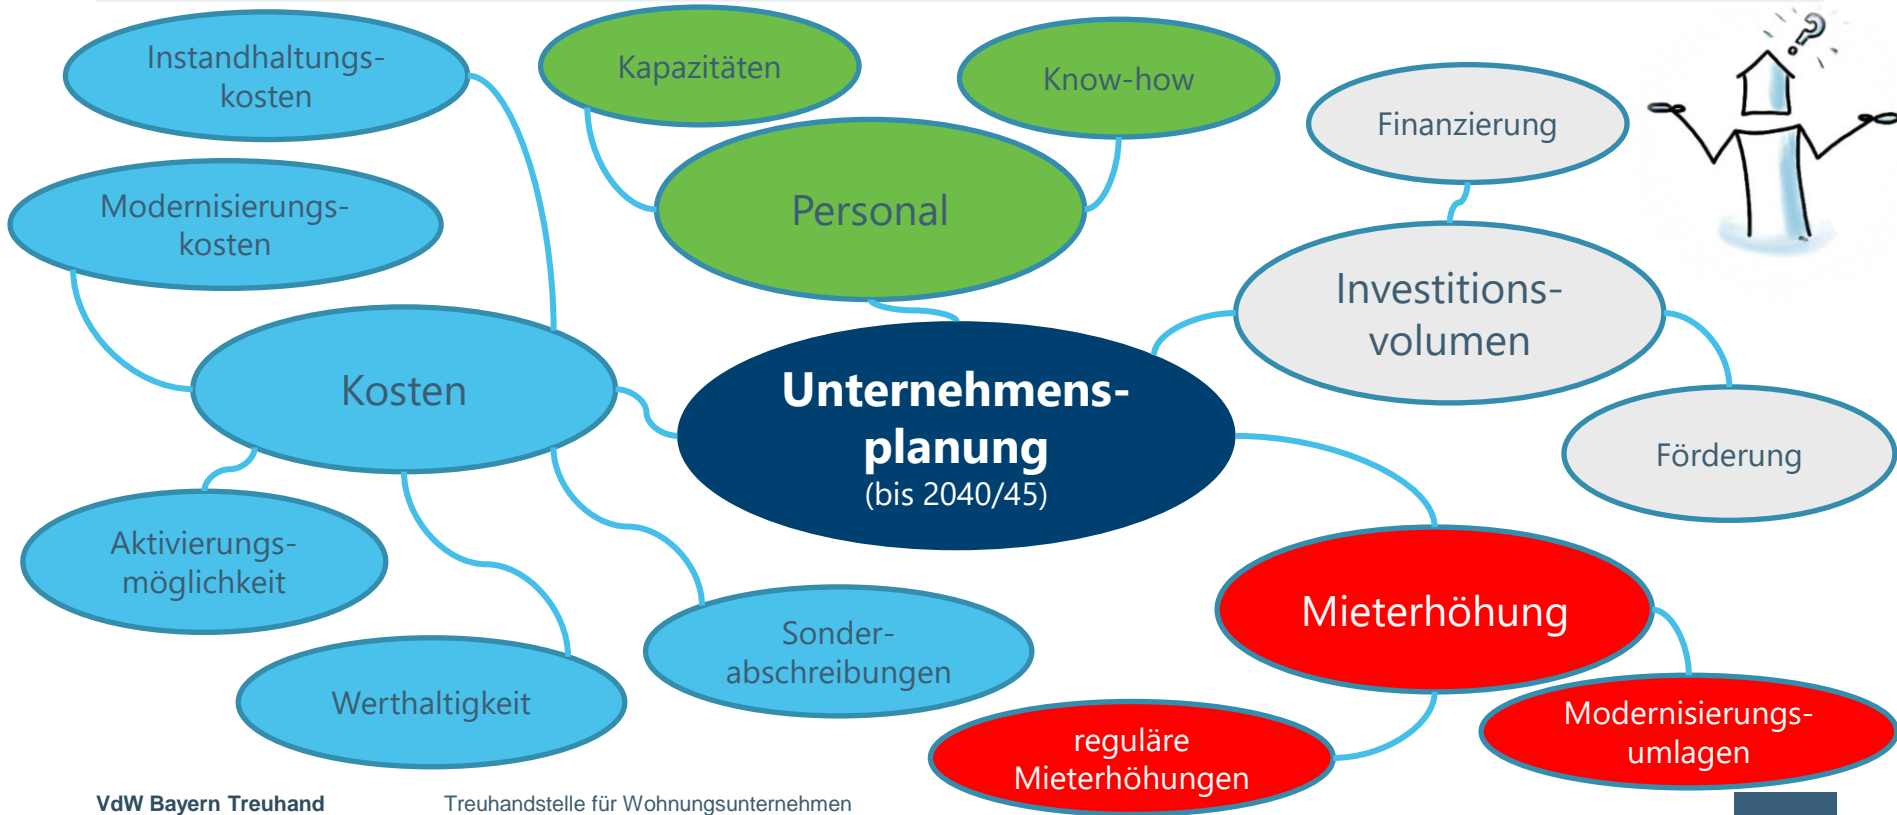 Instandhaltungs-
kosten
Kapazitäten
Know-how
?
Finanzierung
Modernisierungs-
kosten
Personal
Investitions-
volumen
Kosten
Unternehmens-
planung
(bis 2040/45)
Förderung
Aktivierungs-
möglichkeit
Sonder-
abschreibungen
Mieterhöhung
Werthaltigkeit
reguläre
Mieterhöhungen
Modernisierungs-
umlagen
VdW Bayern Treuhand
Treuhandstelle für Wohnungsunternehmen